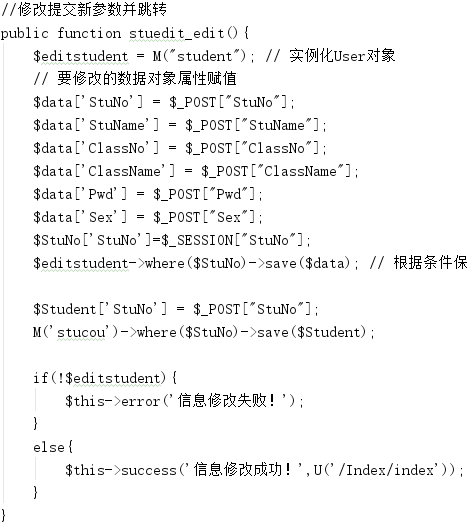 //修改提交新参数并跳转
public function stuedit_edit(){
    $editstudent = M("student"); // 实例化User对象
    // 要修改的数据对象属性赋值
    $data['StuNo'] = $_POST["StuNo"];
    $data['StuName'] = $_POST["StuName"];
    $data['ClassNo'] = $_POST["ClassNo"];
    $data['ClassName'] = $_POST["ClassName"];
    $data['Pwd'] = $_POST["Pwd"];
    $data['Sex'] = $_POST["Sex"];
    $StuNo['StuNo']=$_SESSION["StuNo"];
    $editstudent->where($StuNo)->save($data); // 根据条件保
    $Student['StuNo'] = $_POST["StuNo"];
    M('stucou')->where($StuNo)->save($Student);
    if(!$editstudent){
        $this->error('信息修改失败!');
    }
    else{
        $this->success('信息修改成功!',U('/Index/index'));
    }
}